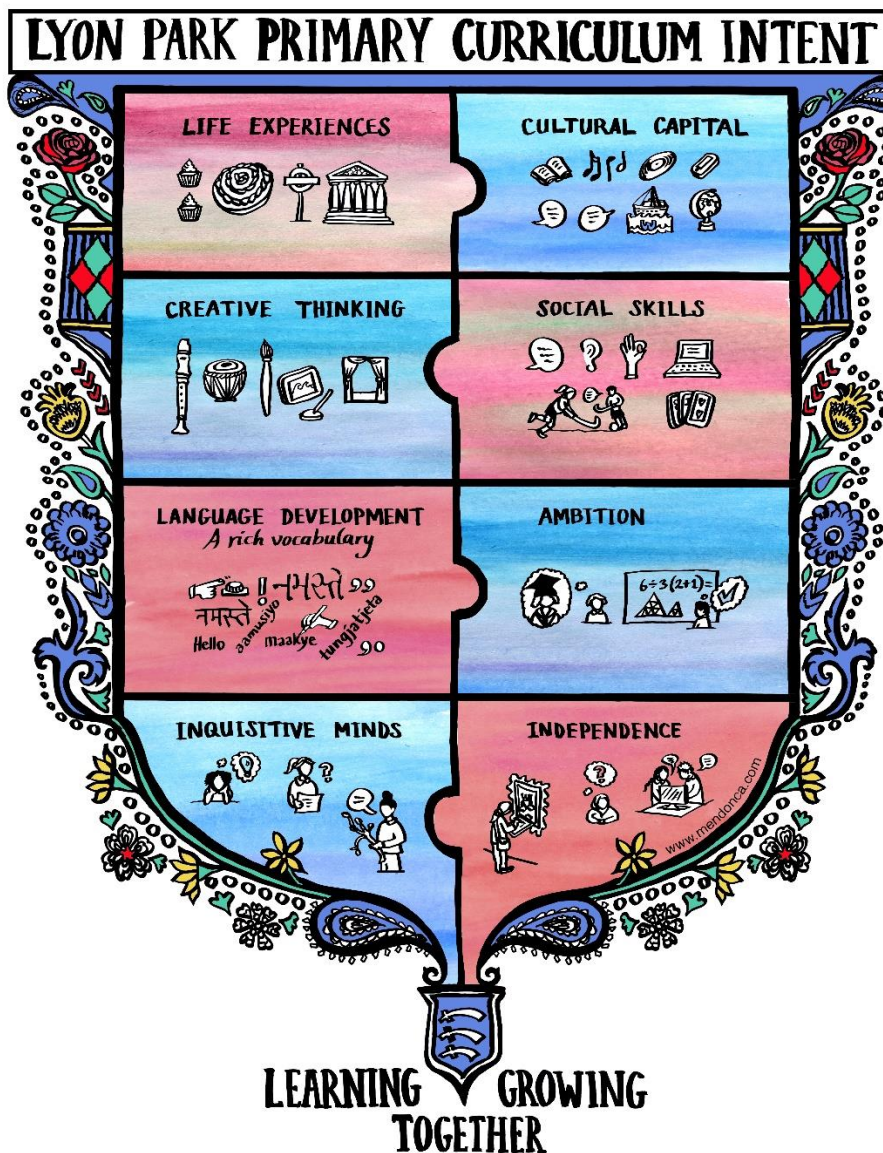 LYON PARK PRIMARY CURRICULUM INTENT
LIFE EXPERIENCES
CULTURAL CAPITAL
W
CREATIVE THINKING
SOCIAL SKILLS
LANGUAGE DEVELOPMENT
A rich vocabulary
! नमस्ते ,,
नमस्ते
aamusiyo
Hello
maakye
tungjatjeta
AMBITION
6÷3(2+1)=
INQUISITIVE MINDS
?
INDEPENDENCE
?
www.mendonca.com
LEARNING GROWING
TOGETHER